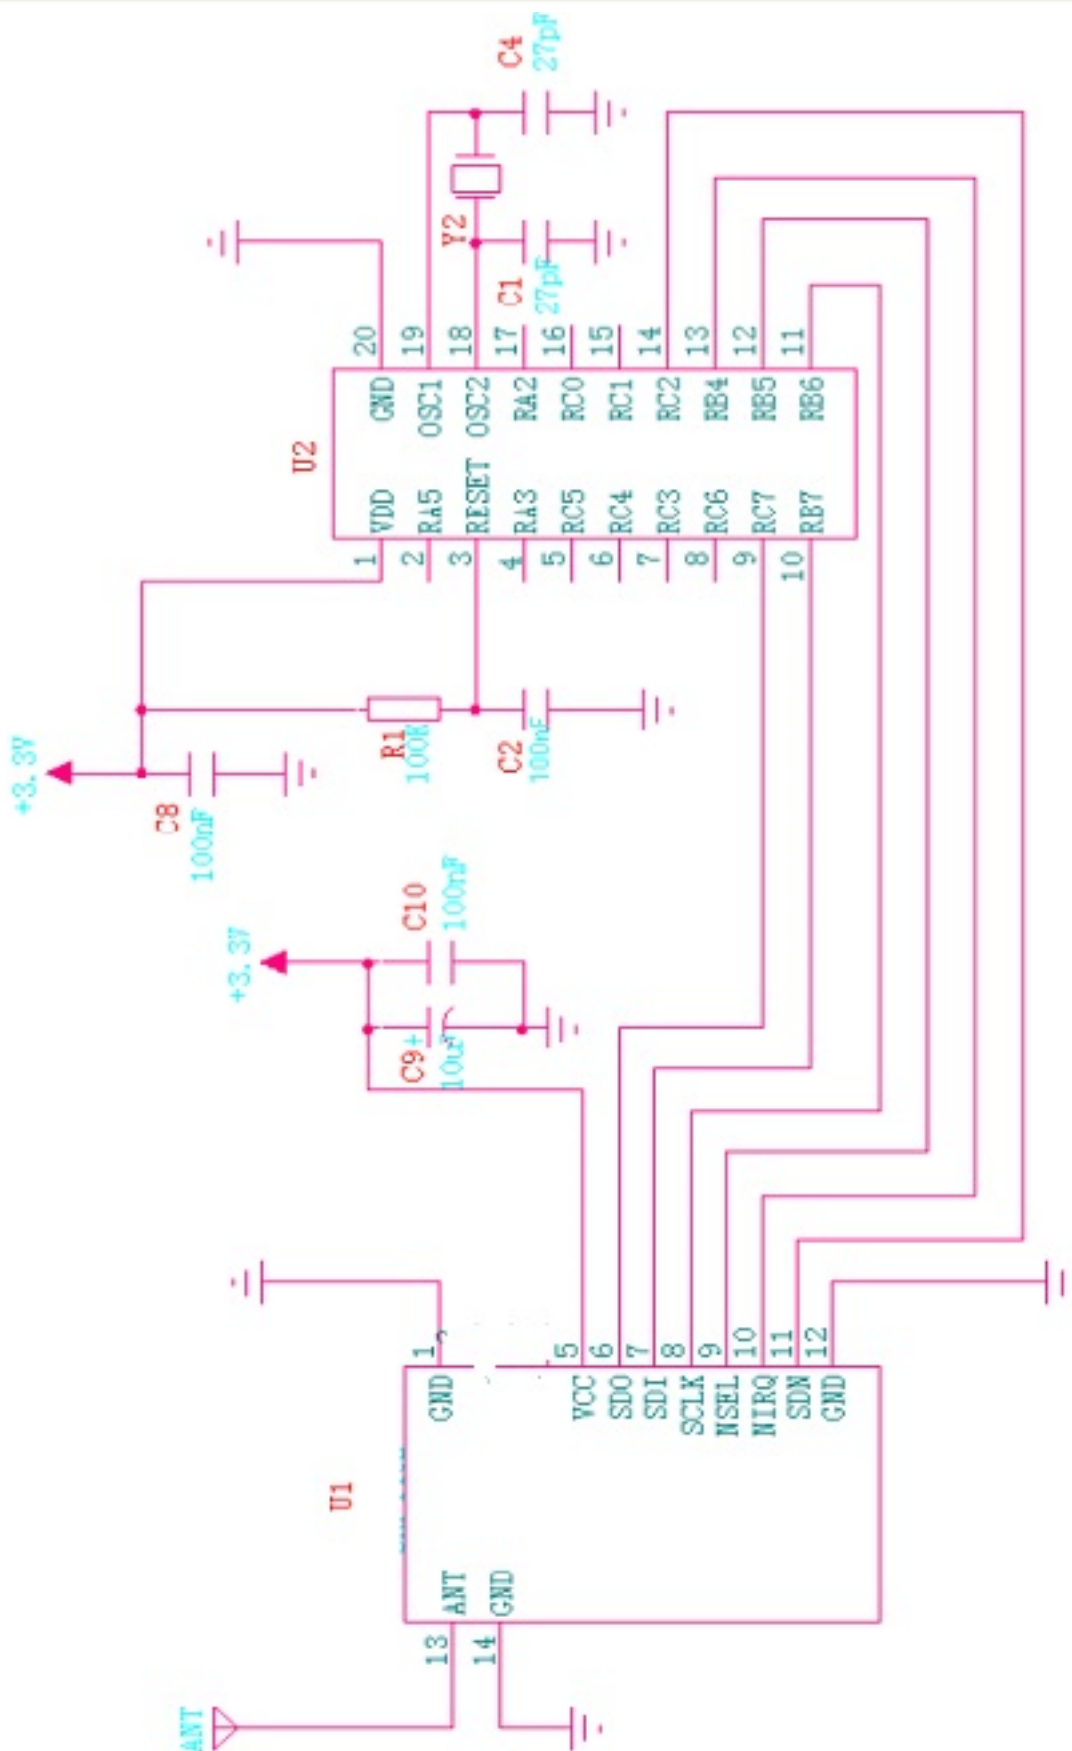 ANT
13
14
ANT
GND
U1
GND
VCC
SDO
SDI
SCLK
NSEL
NIRQ
SDN
GND
1
5
6
7
8
9
10
11
12
+3.3V
C9
+
10uF
C10
100nF
+3.3V
C8
100nF
R1
100K
C2
100nF
U2
1
2
3
4
5
6
7
8
9
10
VDD
RA5
RESET
RA3
RC5
RC4
RC3
RC6
RC7
RB7
GND
OSC1
OSC2
RA2
RC0
RC1
RC2
RB4
RB5
RB6
20
19
18
17
16
15
14
13
12
11
Y2
C1
27pF
C4
27pF